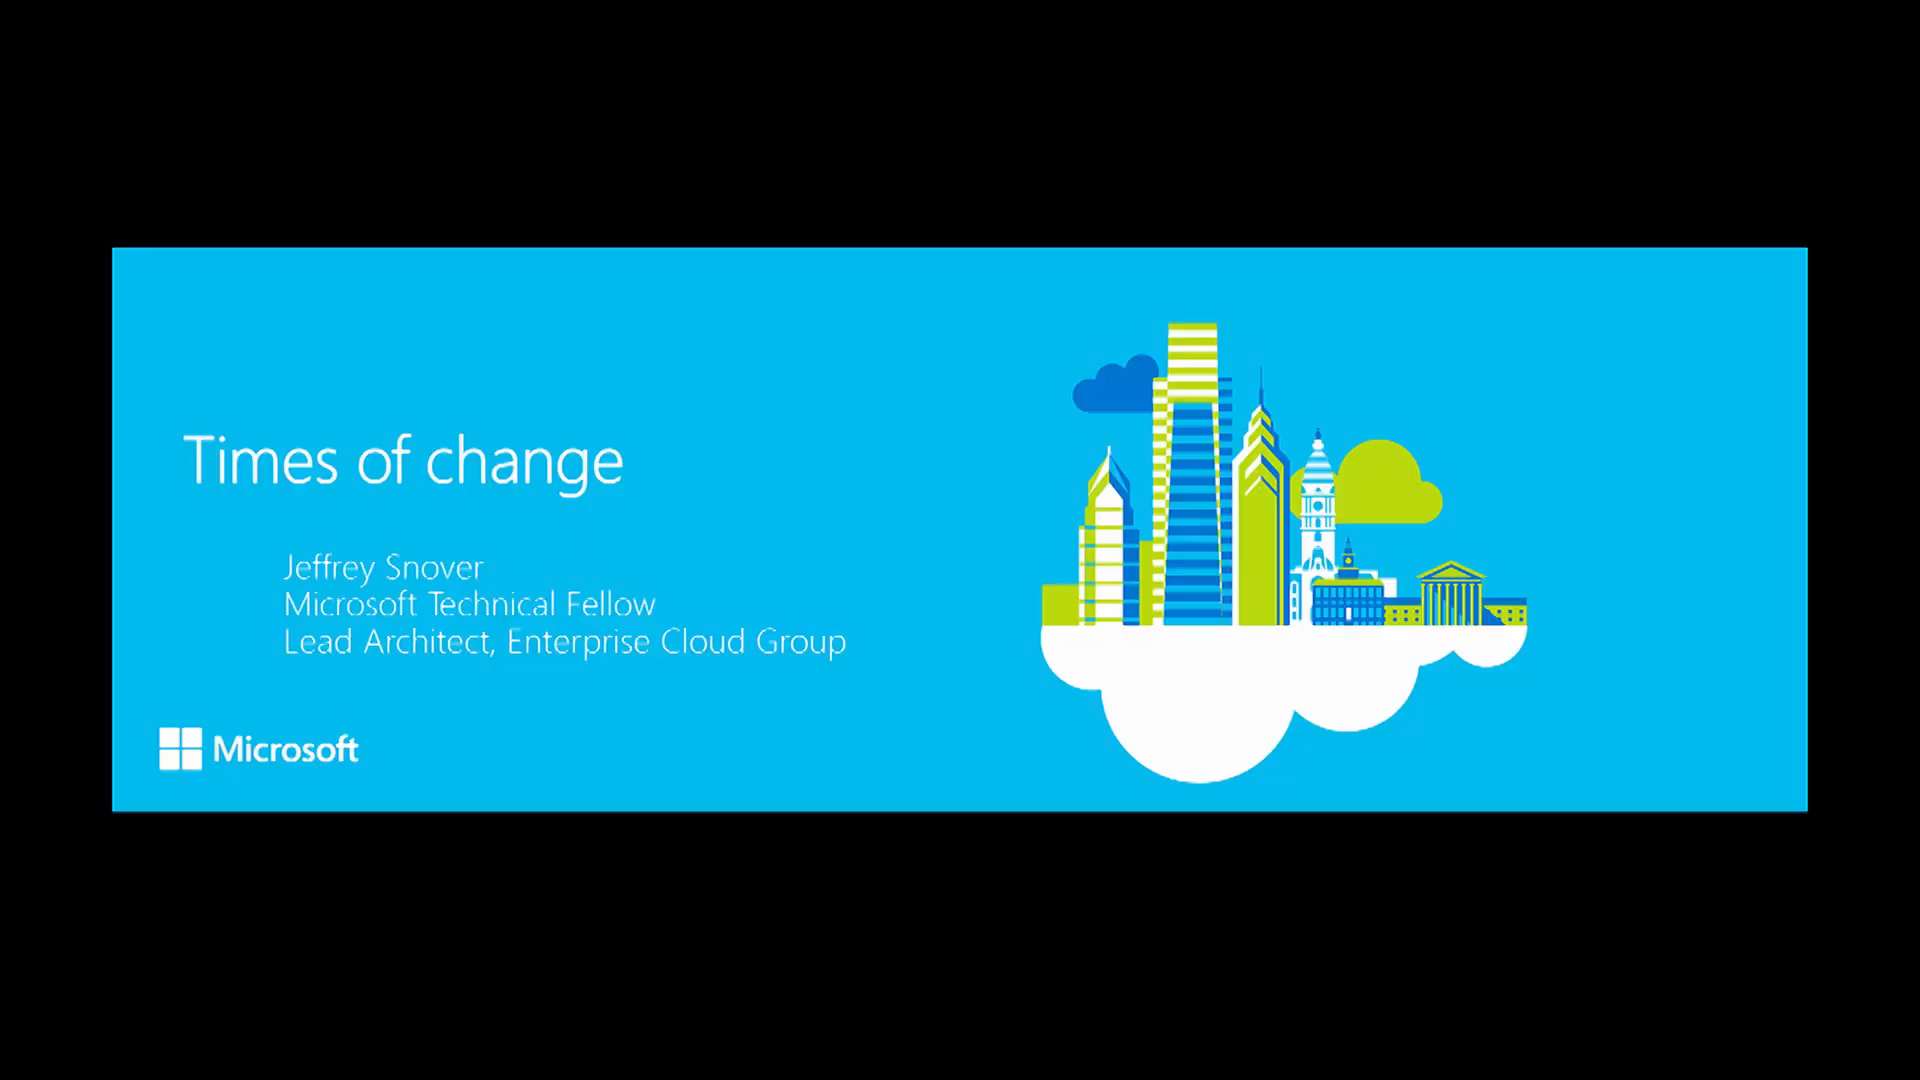 Times of change
Jeffrey Snover
Microsoft Technical Fellow
Lead Architect, Enterprise Cloud Group
Microsoft